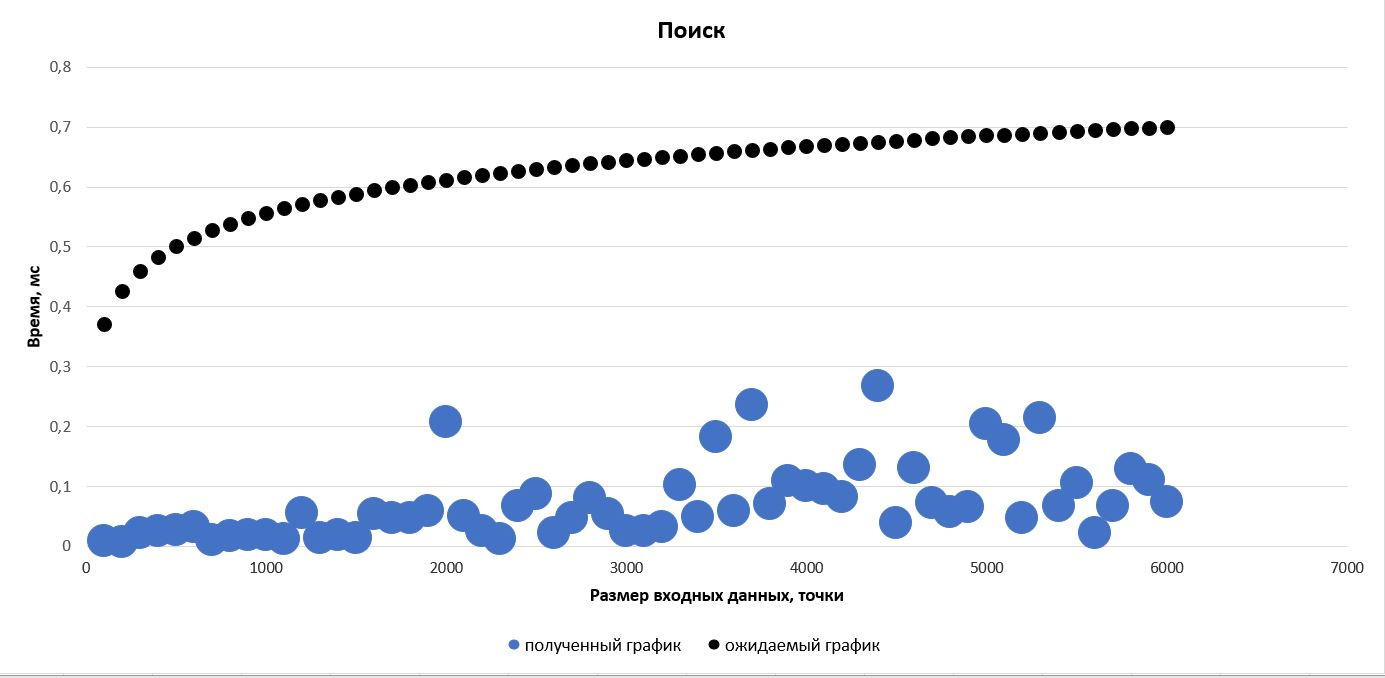 Поиск
0,8
0,7
0,6
0,5
0,4
0,3
0,2
0,1
0
Время, мс
0 1000 2000 3000 4000 5000 6000 7000
Размер входных данных, точки
полученный график ожидаемый график